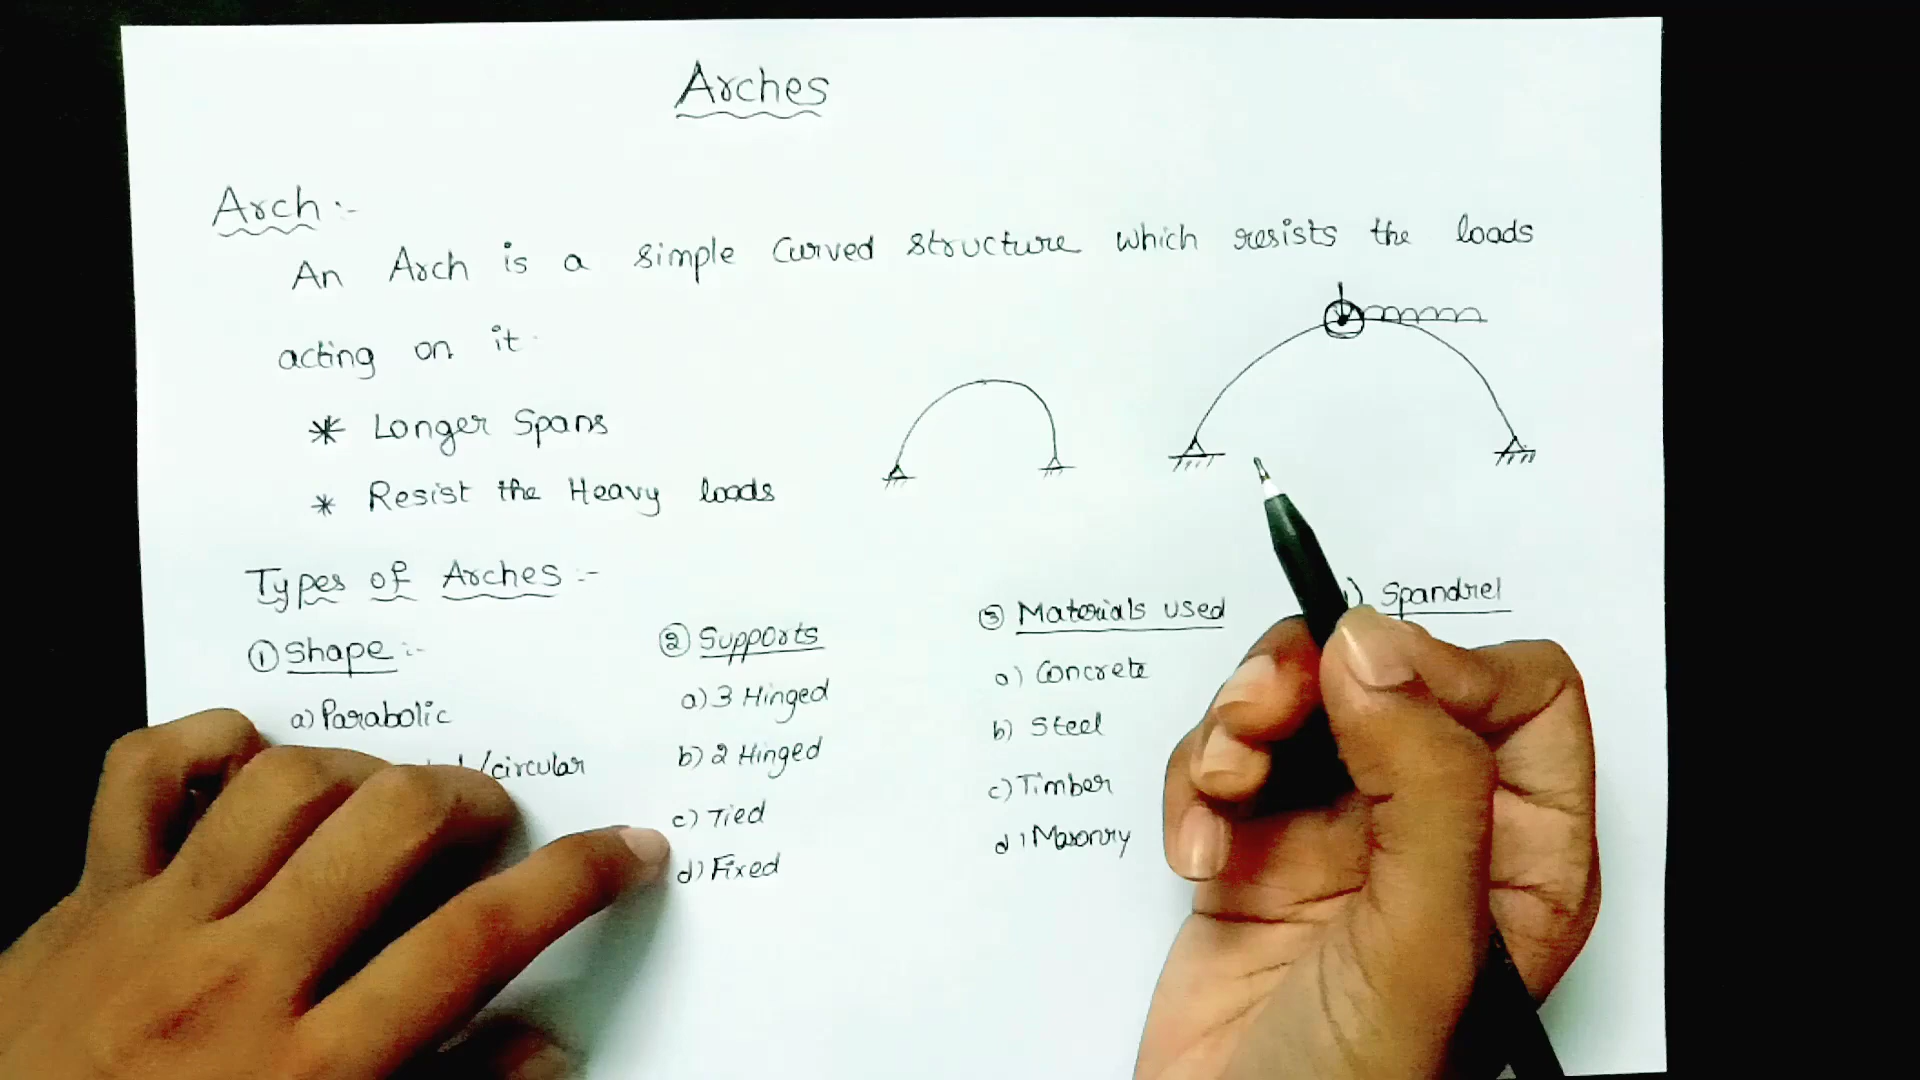 Arches
Arch :-
An Arch is a simple Curved structure which resists the loads
acting on it.
* Longer Spans
* Resist the Heavy loads
Types of Arches :-
① Shape :-
a) Parabolic
/circular
② Supports
a) 3 Hinged
b) 2 Hinged
c) Tied
d) Fixed
③ Materials used
a) Concrete
b) Steel
c) Timber
d) Masonry
Spandrel